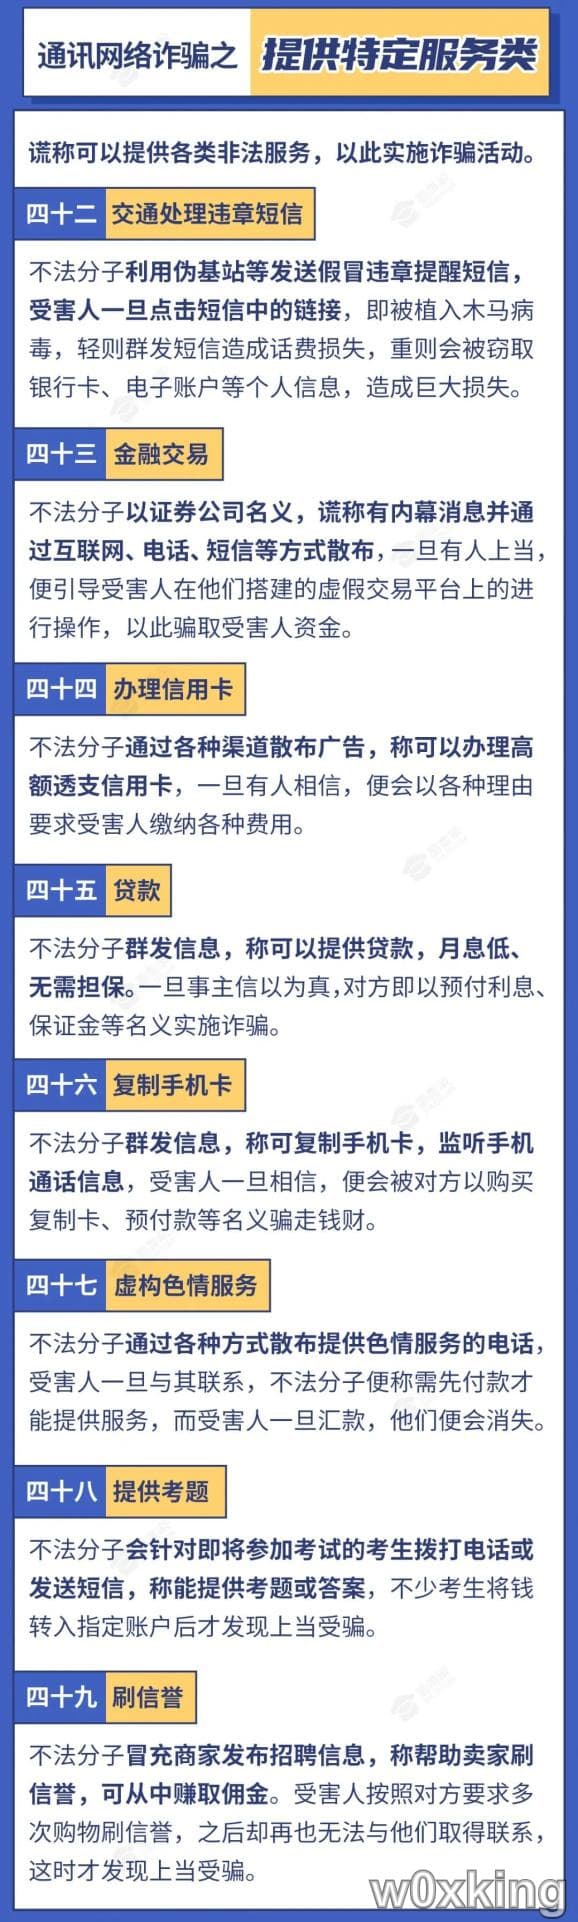 通讯网络诈骗之 提供特定服务类
谎称可以提供各类非法服务，以此实施诈骗活动。
四十二 交通处理违章短信
不法分子利用伪基站等发送假冒违章提醒短信，
受害人一旦点击短信中的链接，即被植入木马病
毒，轻则群发短信造成话费损失，重则会被窃取
银行卡、电子账户等个人信息，造成巨大损失。
四十三 金融交易
不法分子以证券公司名义，谎称有内幕消息并通
过互联网、电话、短信等方式散布，一旦有人上当，
便引导受害人在他们搭建的虚假交易平台上的进
行操作，以此骗取受害人资金。
四十四 办理信用卡
不法分子通过各种渠道散布广告，称可以办理高
额透支信用卡，一旦有人相信，便会以各种理由
要求受害人缴纳各种费用。
四十五 贷款
不法分子群发信息，称可以提供贷款，月息低、
无需担保。一旦事主信以为真，对方即以预付利息、
保证金等名义实施诈骗。
四十六 复制手机卡
不法分子群发信息，称可复制手机卡，监听手机
通话信息，受害人一旦相信，便会被对方以购买
复制卡、预付款等名义骗走钱财。
四十七 虚构色情服务
不法分子通过各种方式散布提供色情服务的电话，
受害人一旦与其联系，不法分子便称需先付款才
能提供服务，而受害人一旦汇款，他们便会消失。
四十八 提供考题
不法分子会针对即将参加考试的考生拨打电话或
发送短信，称能提供考题或答案，不少考生将钱
转入指定账户后才发现上当受骗。
四十九 刷信誉
不法分子冒充商家发布招聘信息，称帮助卖家刷
信誉，可从中赚取佣金。受害人按照对方要求多
次购物刷信誉，之后却再也无法与他们取得联系，
这时才发现上当受骗。
w0xking